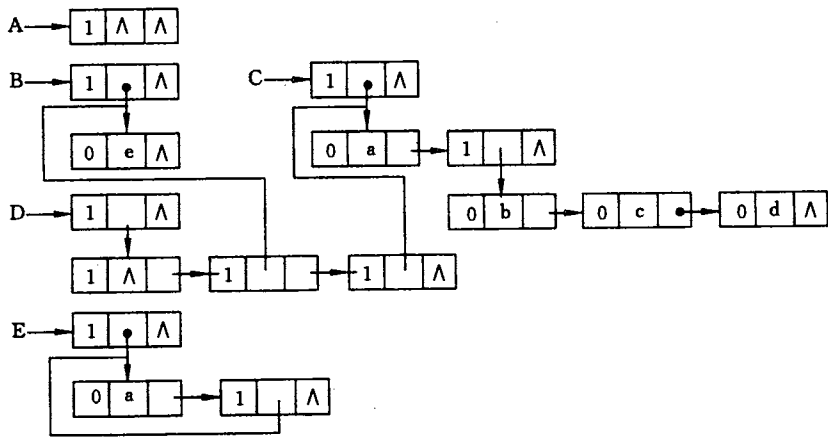 A 1 Λ Λ
B 1 Λ C 1 Λ
0 e Λ 0 a 1 Λ
D 1 Λ 0 b 0 c 0 d Λ
1 Λ 1 1 Λ
E 1 Λ
0 a 1 Λ